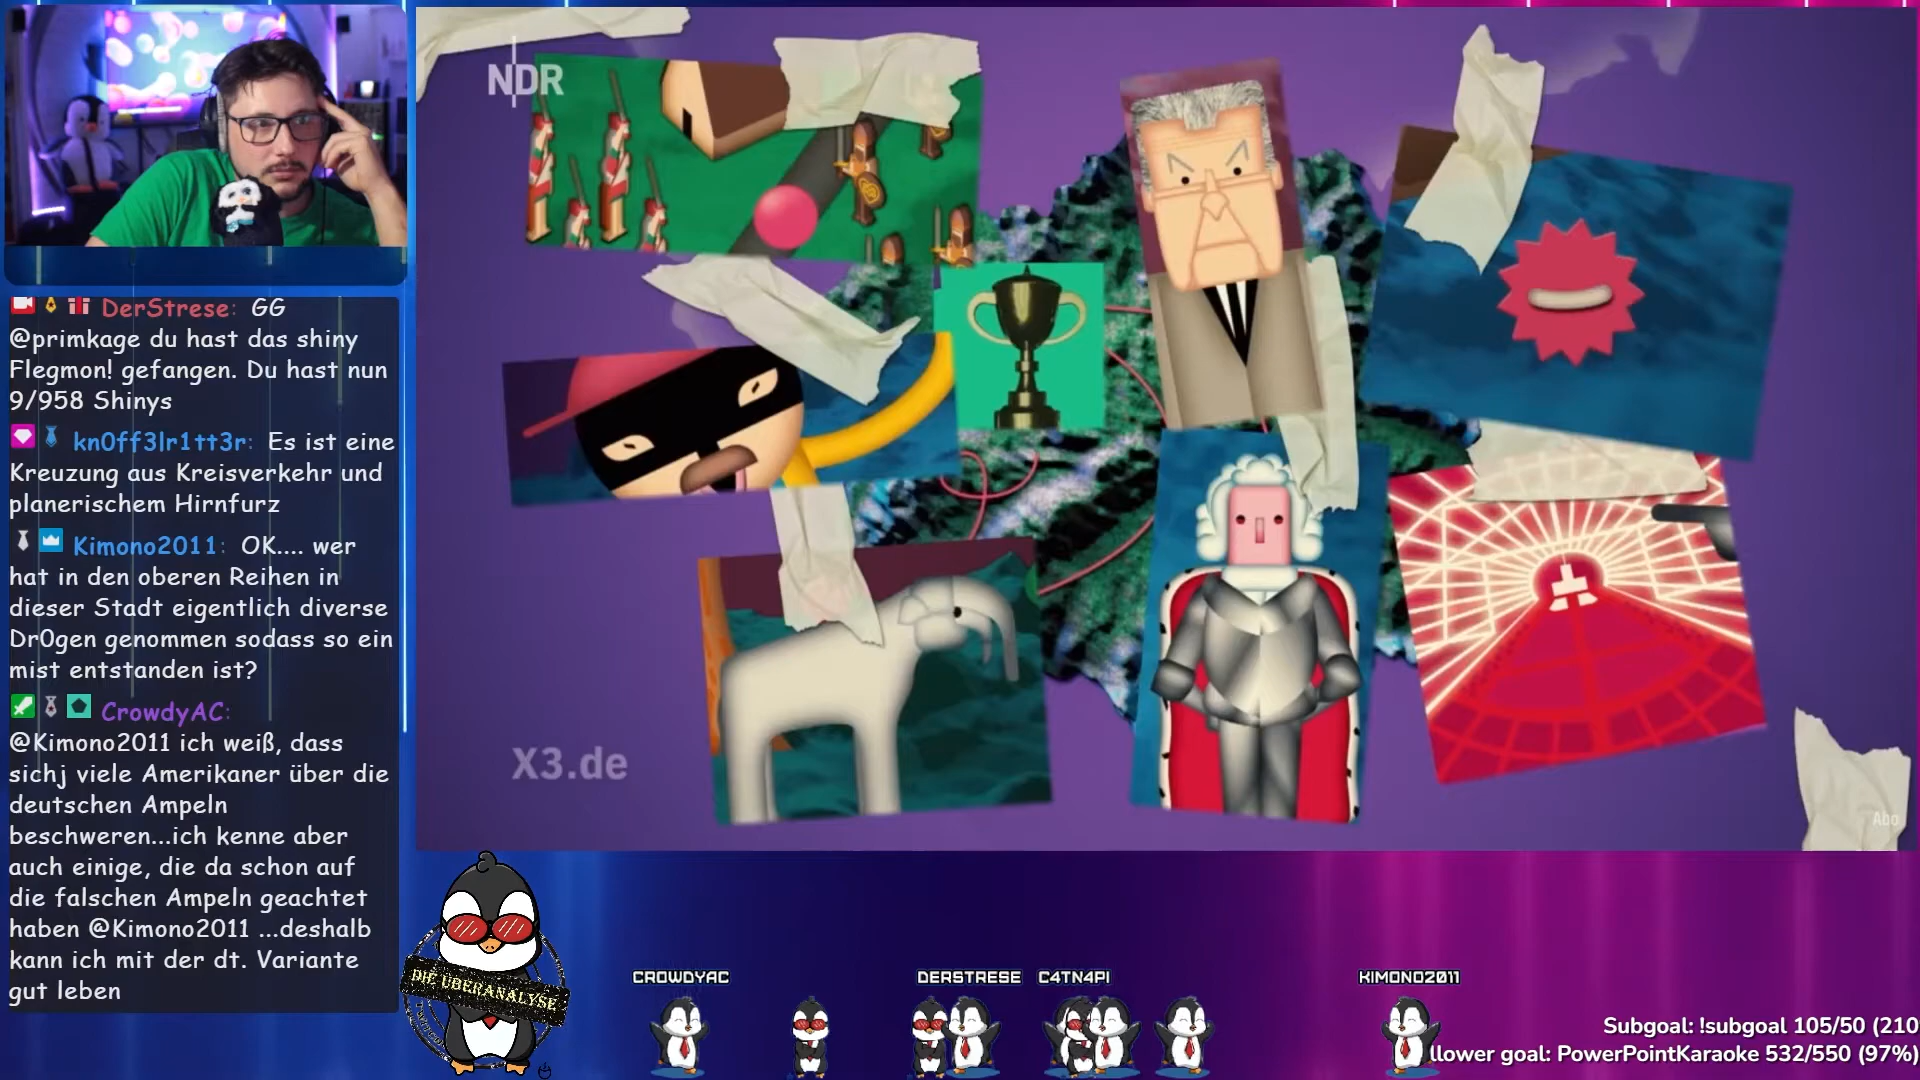 DerStrese: GG
@primkage du hast das shiny
Flegmon! gefangen. Du hast nun
9/958 Shinys
kn0ff3lr1tt3r: Es ist eine
Kreuzung aus Kreisverkehr und
planerischem Hirnfurz
Kimono2011: OK.... wer
hat in den oberen Reihen in
dieser Stadt eigentlich diverse
Dr0gen genommen sodass so ein
mist entstanden ist?
CrowdyAC:
@Kimono2011 ich weiß, dass
sichj viele Amerikaner über die
deutschen Ampeln
beschweren...ich kenne aber
auch einige, die da schon auf
die falschen Ampeln geachtet
haben @Kimono2011 ...deshalb
kann ich mit der dt. Variante
gut leben
NDR
X3.de
Abo
DIE ÜBERANALYSE
CROWDYAC
DERSTRESE
C4TN4P1
KIMONO2011
Subgoal: !subgoal 105/50 (210
llower goal: PowerPointKaraoke 532/550 (97%)